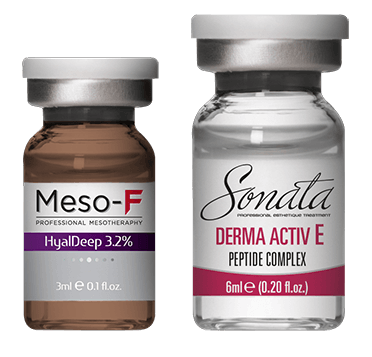 Meso-F
PROFESSIONAL MESOTHERAPHY
HyalDeep 3.2%
3ml ℮ 0.1 fl.oz.
Sonata
PROFESSIONAL ESTHETIQUE TREATMENT
DERMA ACTIV E
PEPTIDE COMPLEX
6ml ℮ (0.20 fl.oz.)